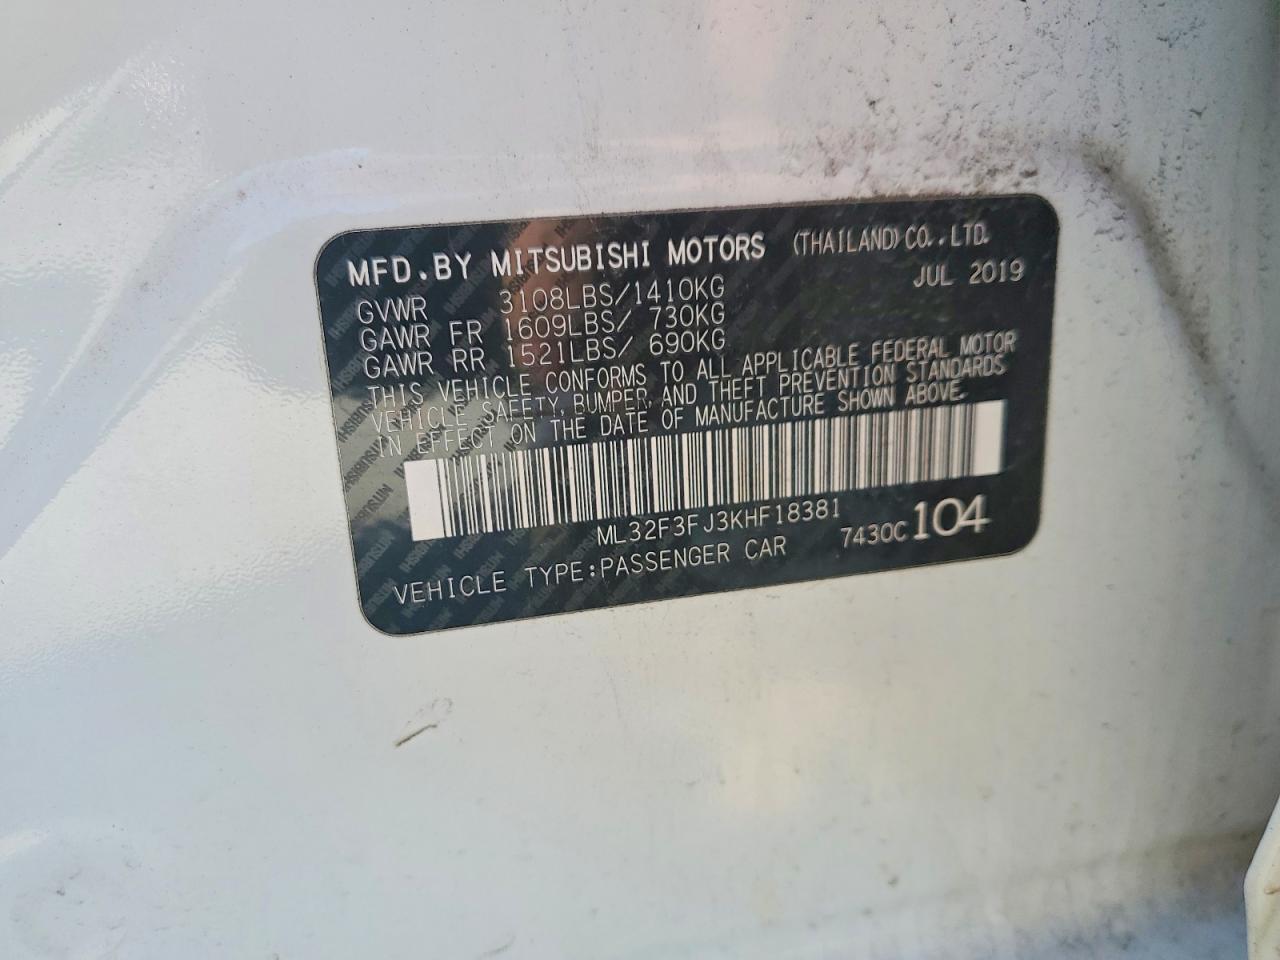 MFD.BY MITSUBISHI MOTORS (THAILAND)CO.,LTD.
JUL 2019
GVWR 3108LBS/1410KG
GAWR FR 1609LBS/ 730KG
GAWR RR 1521LBS/ 690KG
THIS VEHICLE CONFORMS TO ALL APPLICABLE FEDERAL MOTOR
VEHICLE SAFETY, BUMPER, AND THEFT PREVENTION STANDARDS
IN EFFECT ON THE DATE OF MANUFACTURE SHOWN ABOVE.
ML32F3FJ3KHF18381
7430C 104
VEHICLE TYPE:PASSENGER CAR